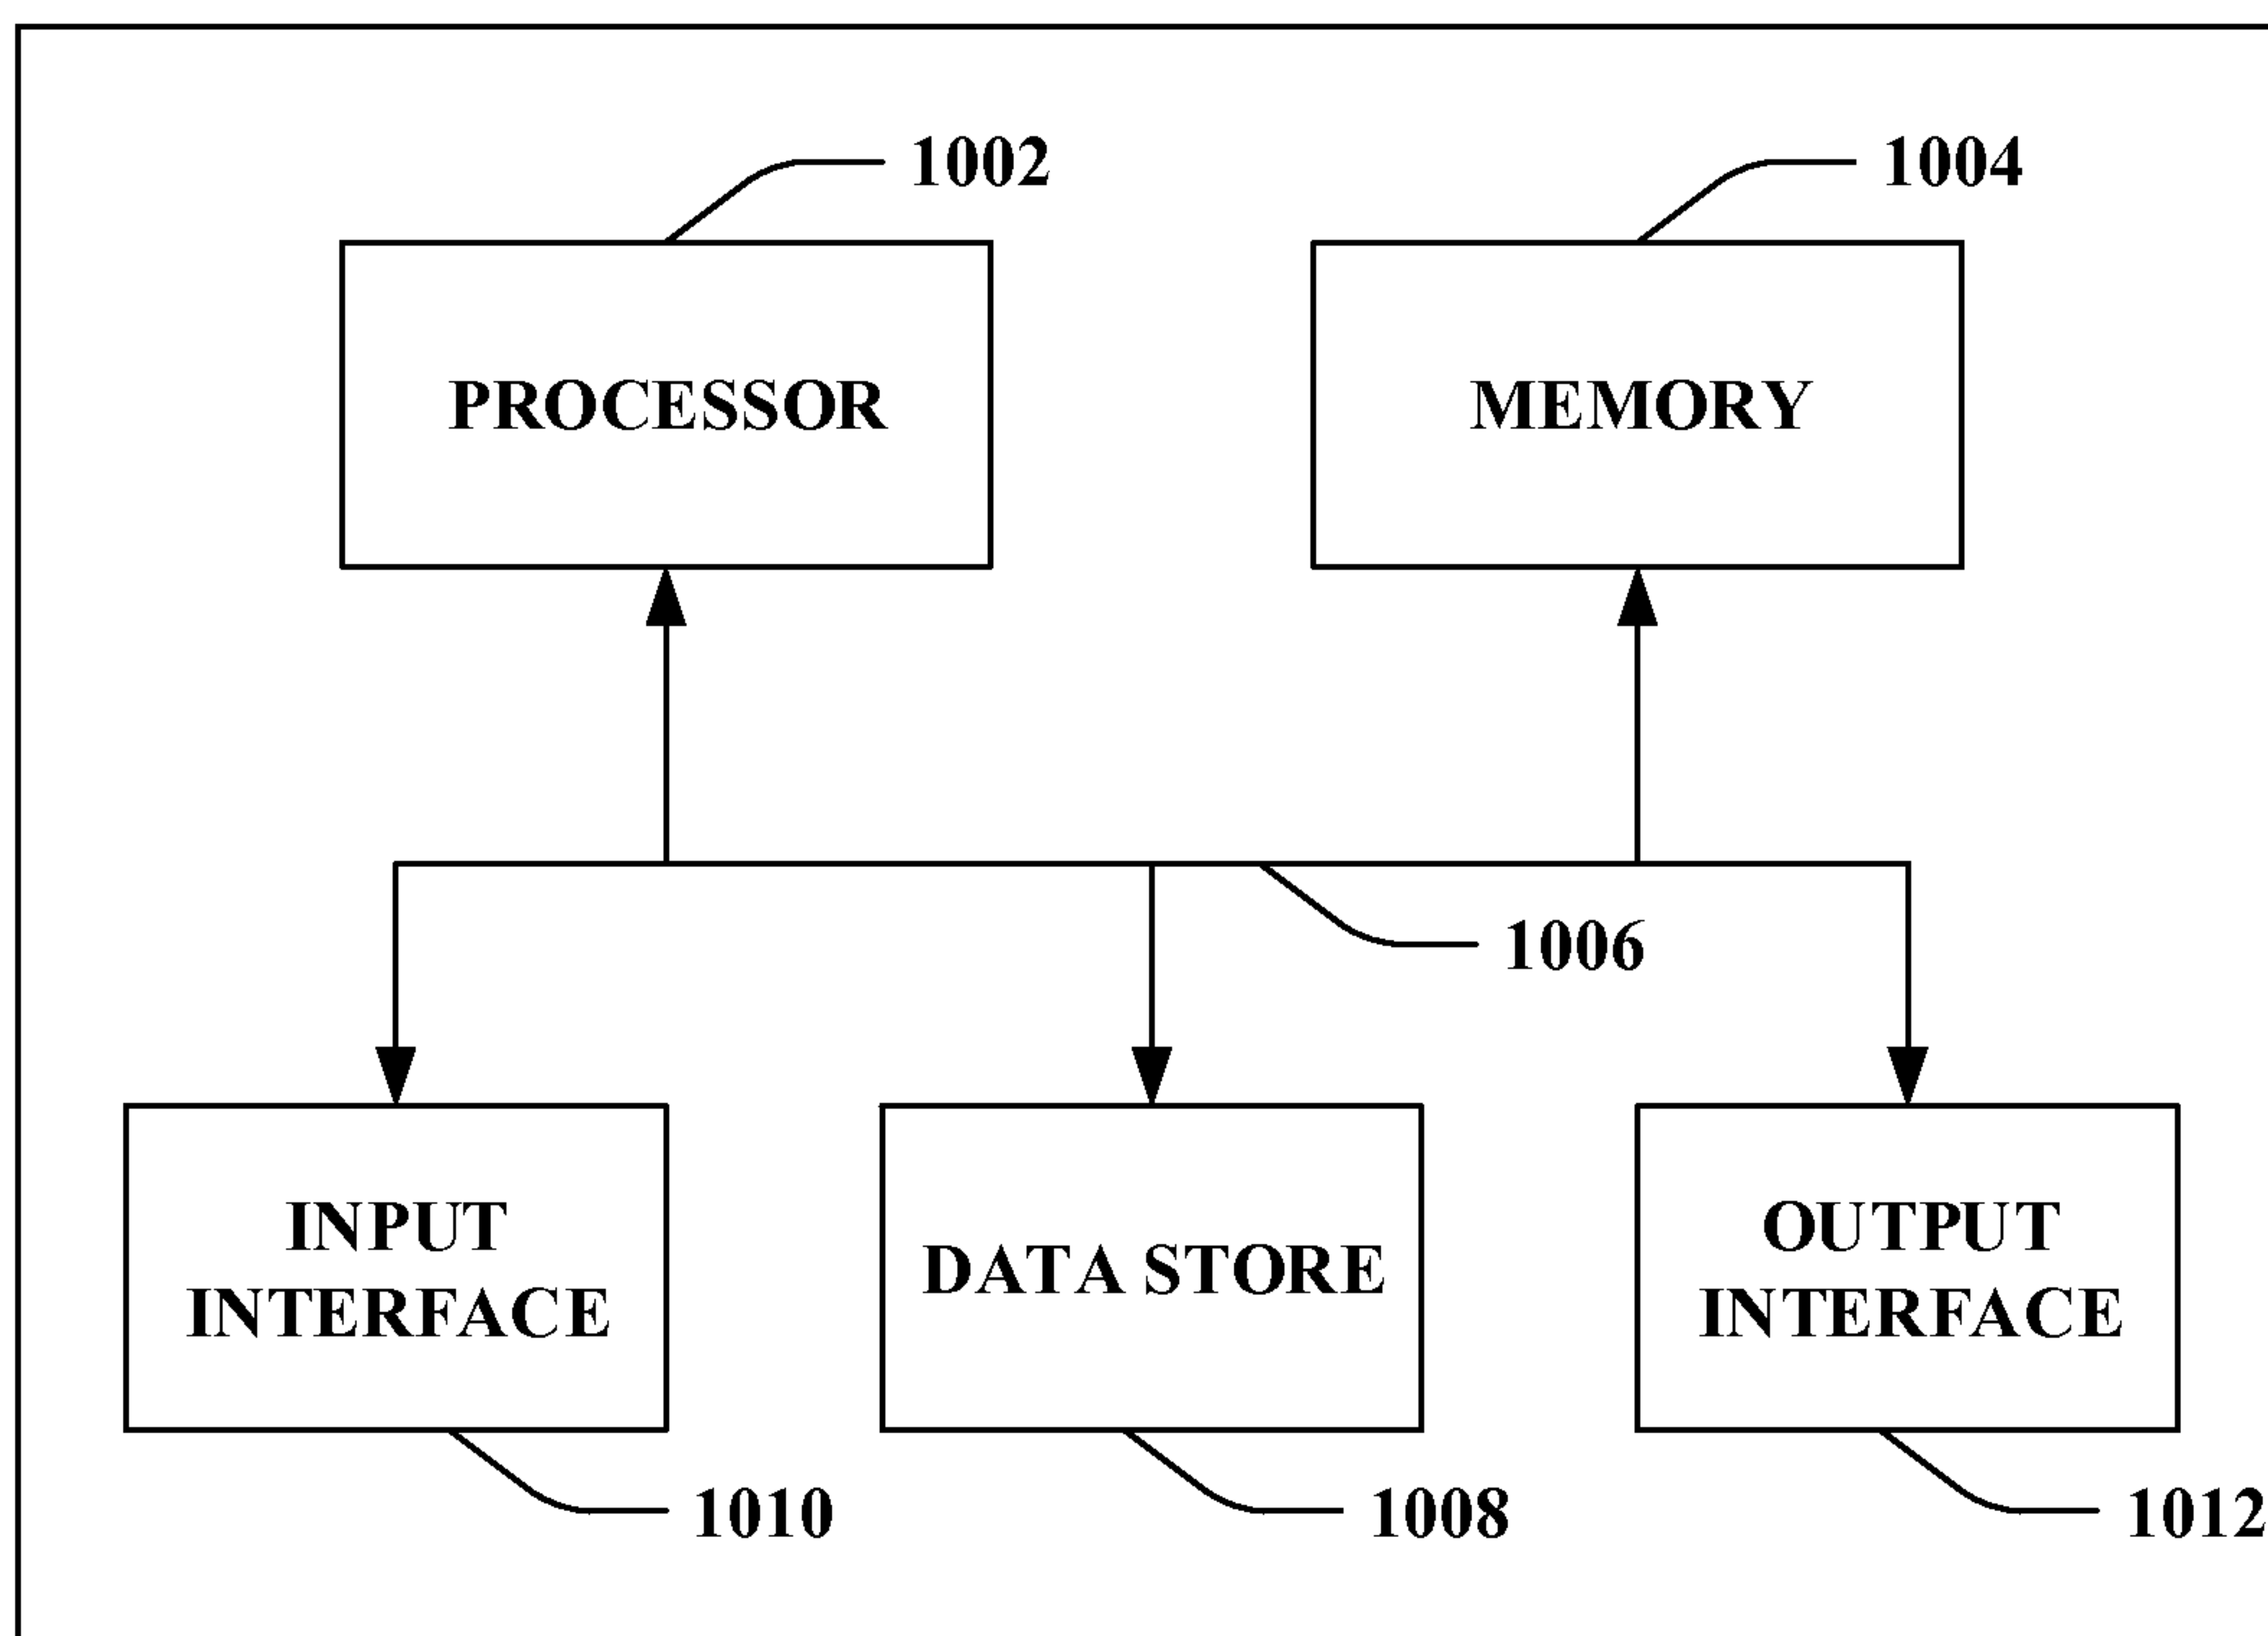 1002
1004
PROCESSOR
MEMORY
1006
INPUT
INTERFACE
DATA STORE
OUTPUT
INTERFACE
1010
1008
1012